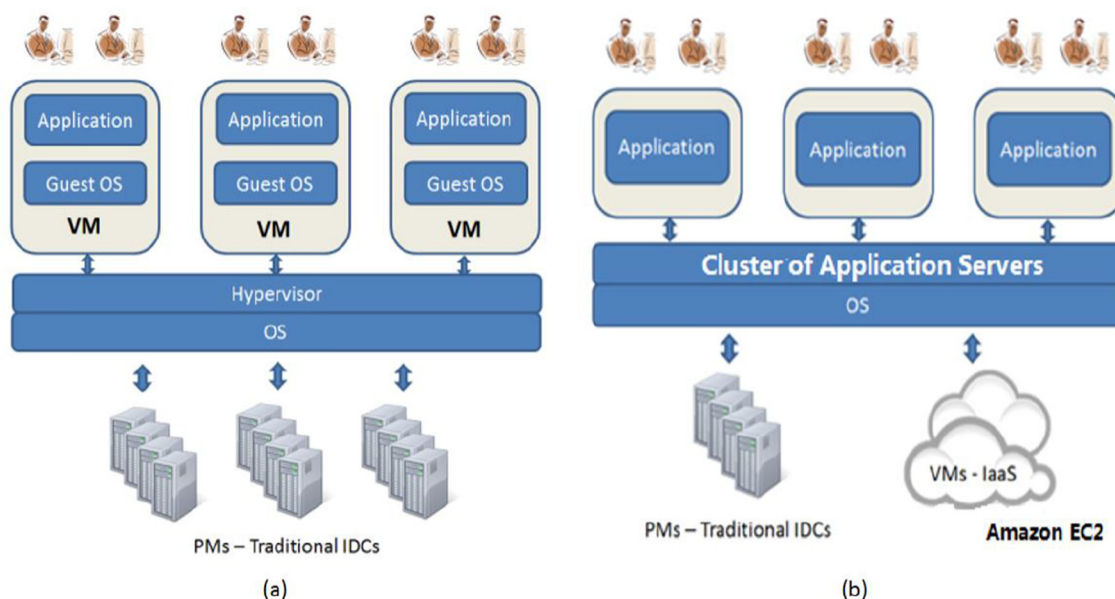 Application
Application
Application
Guest OS
Guest OS
Guest OS
VM
VM
VM
Hypervisor
OS
PMs – Traditional IDCs
(a)
Application
Application
Application
Cluster of Application Servers
OS
VMs - IaaS
PMs – Traditional IDCs
Amazon EC2
(b)